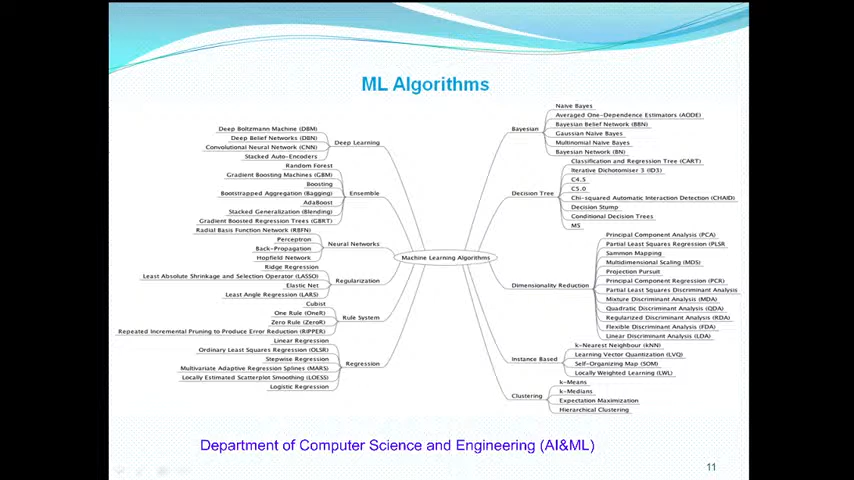 ML Algorithms
Deep Boltzmann Machine (DBM)
Deep Belief Networks (DBN)
Convolutional Neural Network (CNN)
Stacked Auto-Encoders
Deep Learning
Random Forest
Gradient Boosting Machines (GBM)
Boosting
Bootstrapped Aggregation (Bagging)
AdaBoost
Stacked Generalization (Blending)
Gradient Boosted Regression Trees (GBRT)
Ensemble
Radial Basis Function Network (RBFN)
Perceptron
Back-Propagation
Hopfield Network
Neural Networks
Ridge Regression
Least Absolute Shrinkage and Selection Operator (LASSO)
Elastic Net
Least Angle Regression (LARS)
Regularization
Cubist
One Rule (OneR)
Zero Rule (ZeroR)
Repeated Incremental Pruning to Produce Error Reduction (RIPPER)
Rule System
Linear Regression
Ordinary Least Squares Regression (OLSR)
Stepwise Regression
Multivariate Adaptive Regression Splines (MARS)
Locally Estimated Scatterplot Smoothing (LOESS)
Logistic Regression
Regression
Machine Learning Algorithms
Bayesian
Naive Bayes
Averaged One-Dependence Estimators (AODE)
Bayesian Belief Network (BBN)
Gaussian Naive Bayes
Multinomial Naive Bayes
Bayesian Network (BN)
Decision Tree
Classification and Regression Tree (CART)
Iterative Dichotomiser 3 (ID3)
C4.5
C5.0
Chi-squared Automatic Interaction Detection (CHAID)
Decision Stump
Conditional Decision Trees
M5
Dimensionality Reduction
Principal Component Analysis (PCA)
Partial Least Squares Regression (PLSR
Sammon Mapping
Multidimensional Scaling (MDS)
Projection Pursuit
Principal Component Regression (PCR)
Partial Least Squares Discriminant Analysis
Mixture Discriminant Analysis (MDA)
Quadratic Discriminant Analysis (QDA)
Regularized Discriminant Analysis (RDA)
Flexible Discriminant Analysis (FDA)
Linear Discriminant Analysis (LDA)
Instance Based
k-Nearest Neighbour (kNN)
Learning Vector Quantization (LVQ)
Self-Organizing Map (SOM)
Locally Weighted Learning (LWL)
Clustering
k-Means
k-Medians
Expectation Maximization
Hierarchical Clustering
Department of Computer Science and Engineering (AI&ML)
11